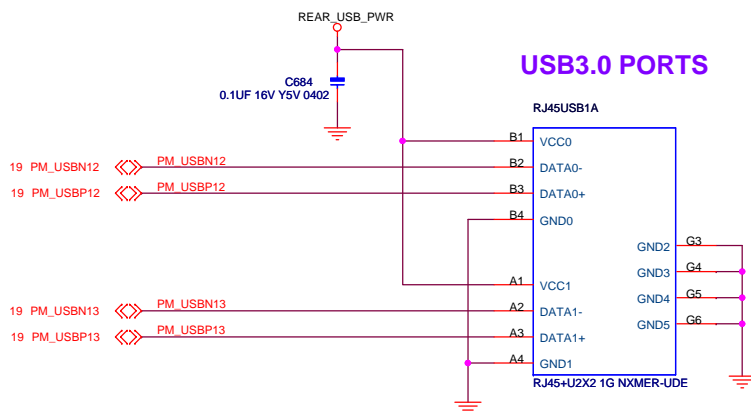 REAR_USB_PWR
USB3.0 PORTS
C684
0.1UF 16V Y5V 0402
RJ45USB1A
B1 VCC0
19 PM_USBN12 PM_USBN12 B2 DATA0-
19 PM_USBP12 PM_USBP12 B3 DATA0+
B4 GND0
GND2 G3
GND3 G4
A1 VCC1
GND4 G5
19 PM_USBN13 PM_USBN13 A2 DATA1-
GND5 G6
19 PM_USBP13 PM_USBP13 A3 DATA1+
A4 GND1
RJ45+U2X2 1G NXMER-UDE